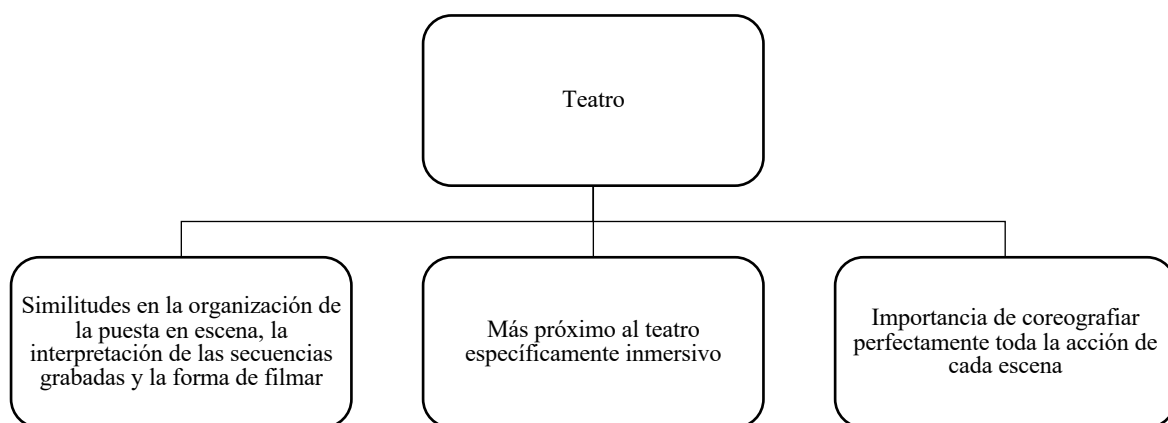 Teatro
Similitudes en la organización de
la puesta en escena, la
interpretación de las secuencias
grabadas y la forma de filmar
Más próximo al teatro
específicamente inmersivo
Importancia de coreografiar
perfectamente toda la acción de
cada escena